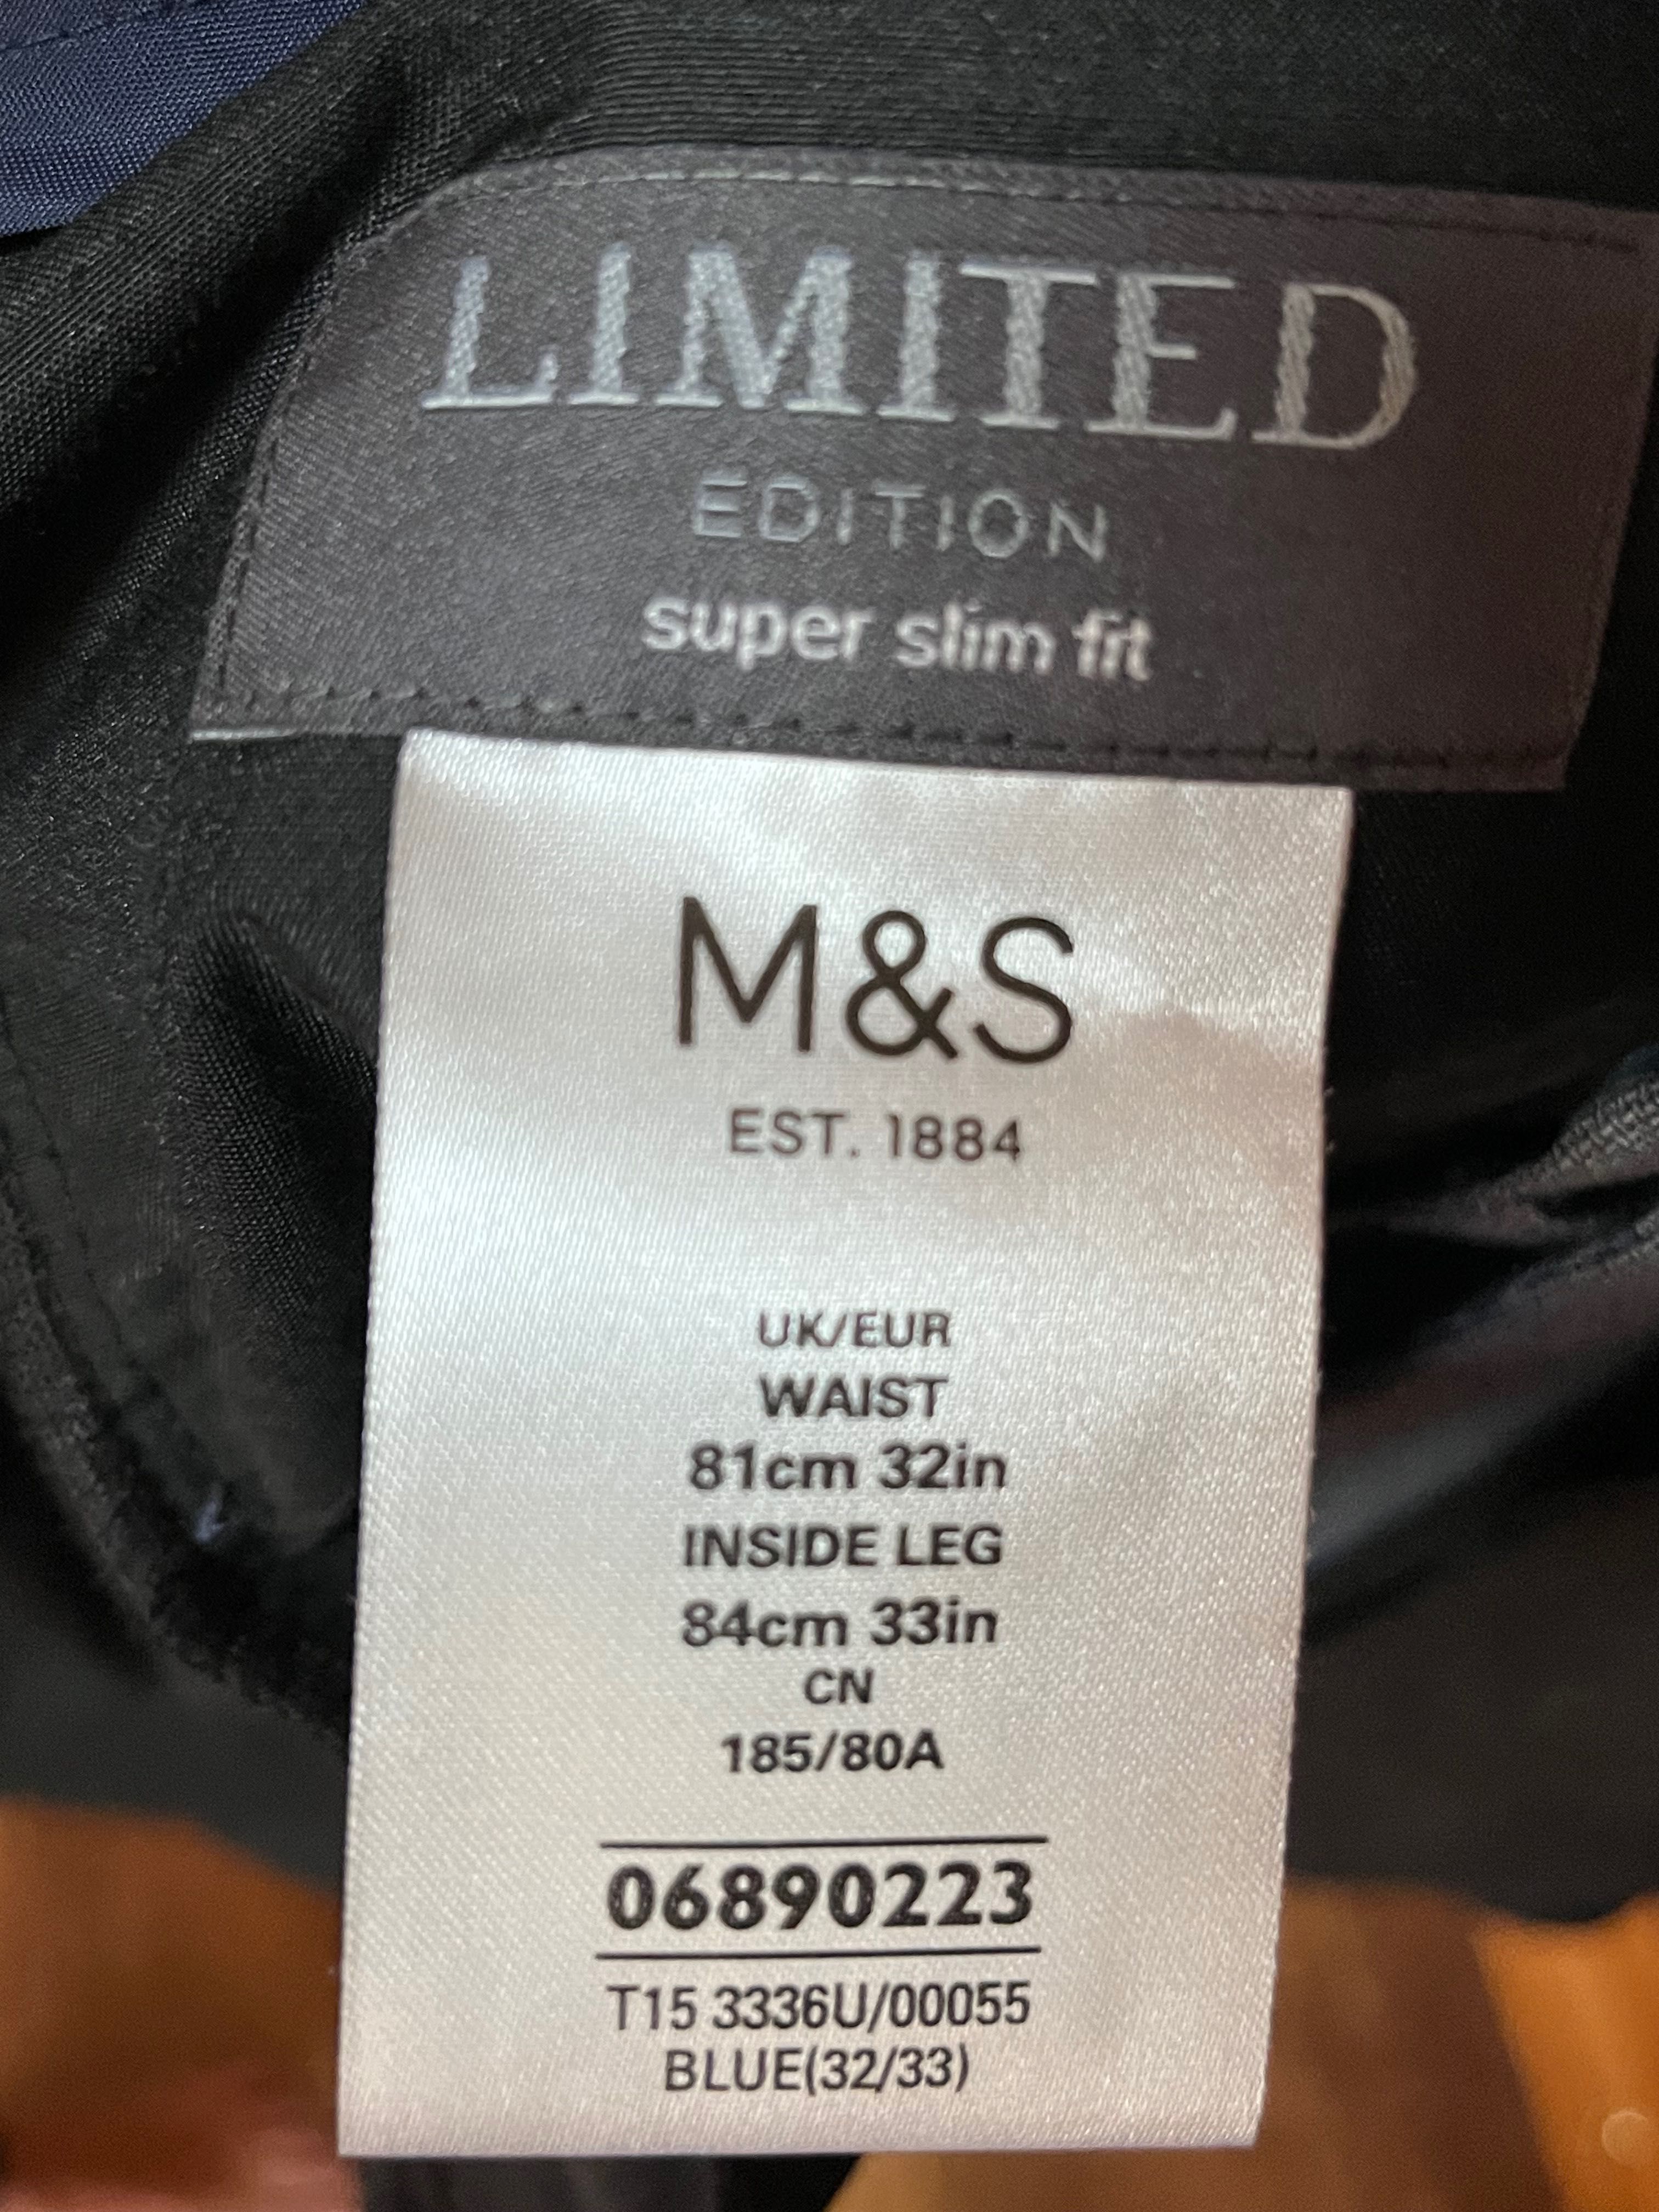 LIMITED
EDITION
super slim fit
M&S
EST. 1884
UK/EUR
WAIST
81cm 32in
INSIDE LEG
84cm 33in
CN
185/80A
06890223
T15 3336U/00055
BLUE(32/33)